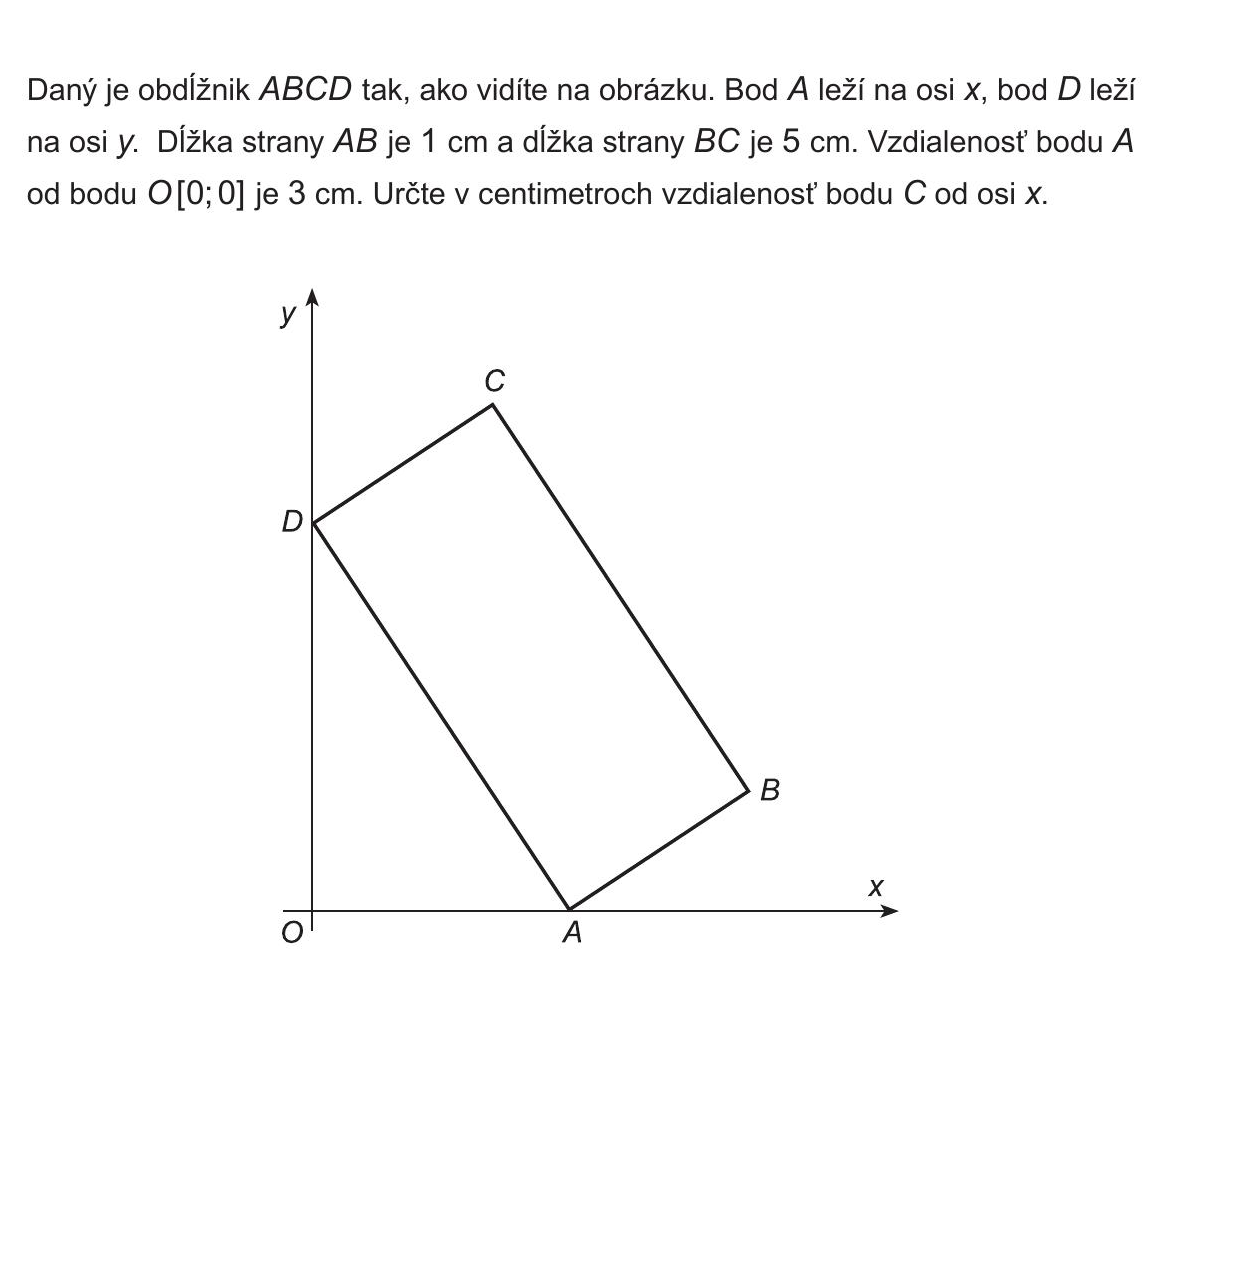 Daný je obdĺžnik ABCD tak, ako vidíte na obrázku. Bod A leží na osi x, bod D leží
na osi y. Dĺžka strany AB je 1 cm a dĺžka strany BC je 5 cm. Vzdialenosť bodu A
od bodu O[0; 0] je 3 cm. Určte v centimetroch vzdialenosť bodu C od osi x.
y
C
D
B
x
O
A